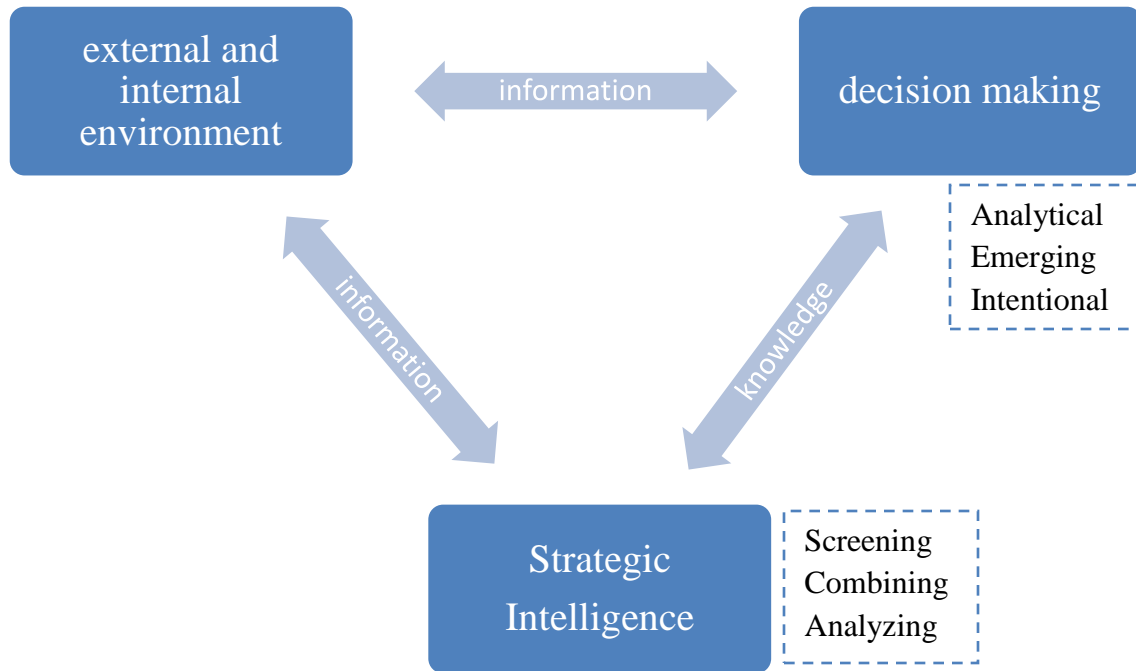 external and
internal
environment
information
decision making
Analytical
Emerging
Intentional
information
knowledge
Strategic
Intelligence
Screening
Combining
Analyzing